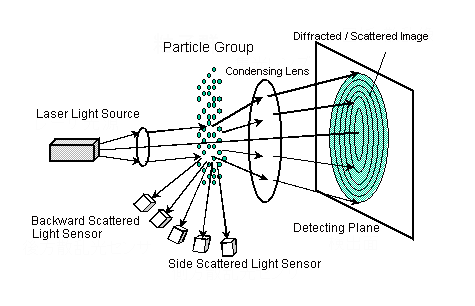 Diffracted / Scattered Image
Particle Group
Condensing Lens
Laser Light Source
Backward Scattered
Light Sensor
Detecting Plane
Side Scattered Light Sensor